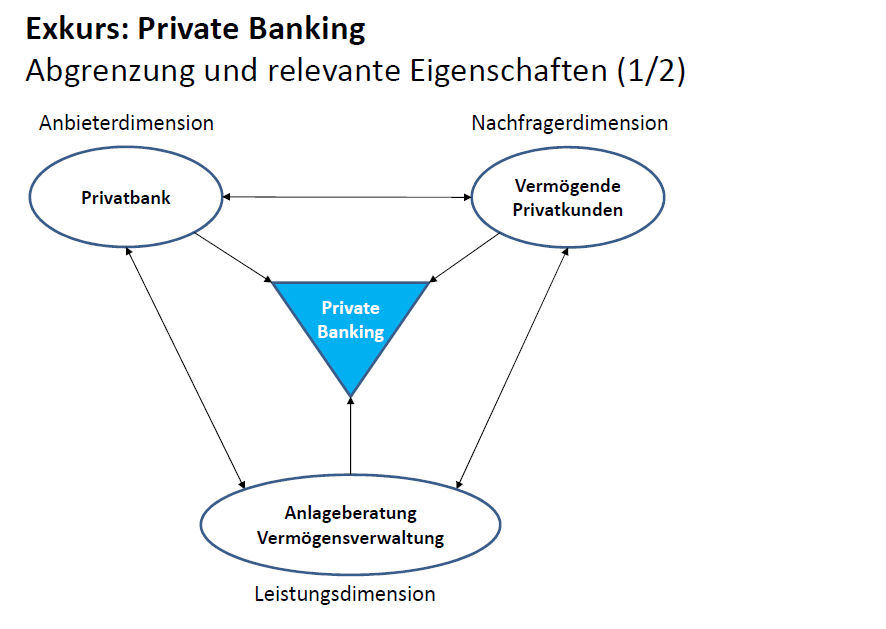 Exkurs: Private Banking
Abgrenzung und relevante Eigenschaften (1/2)
Anbieterdimension
Nachfragerdimension
Privatbank
Vermögende
Privatkunden
Private
Banking
Anlageberatung
Vermögensverwaltung
Leistungsdimension